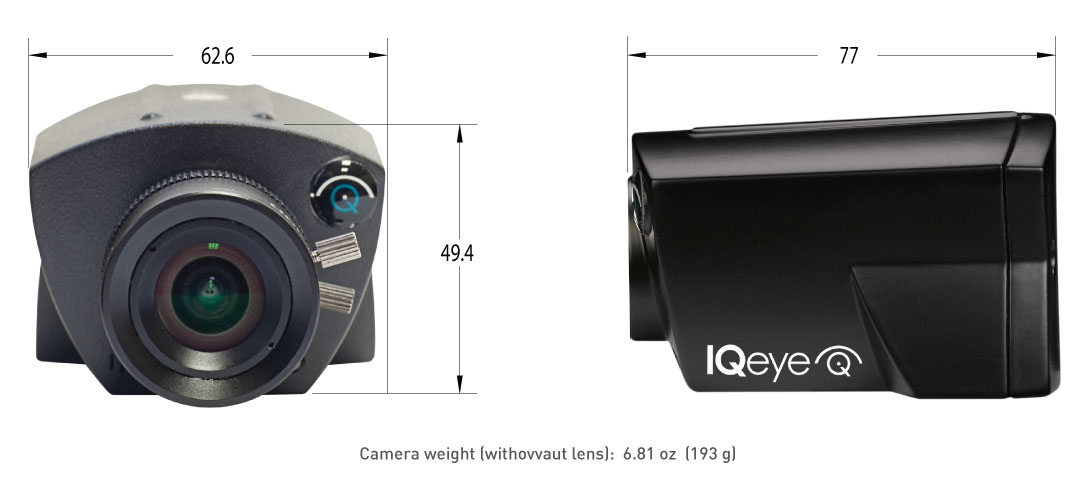 62.6
77
49.4
IQeye
Camera weight (withovvaut lens): 6.81 oz (193 g)